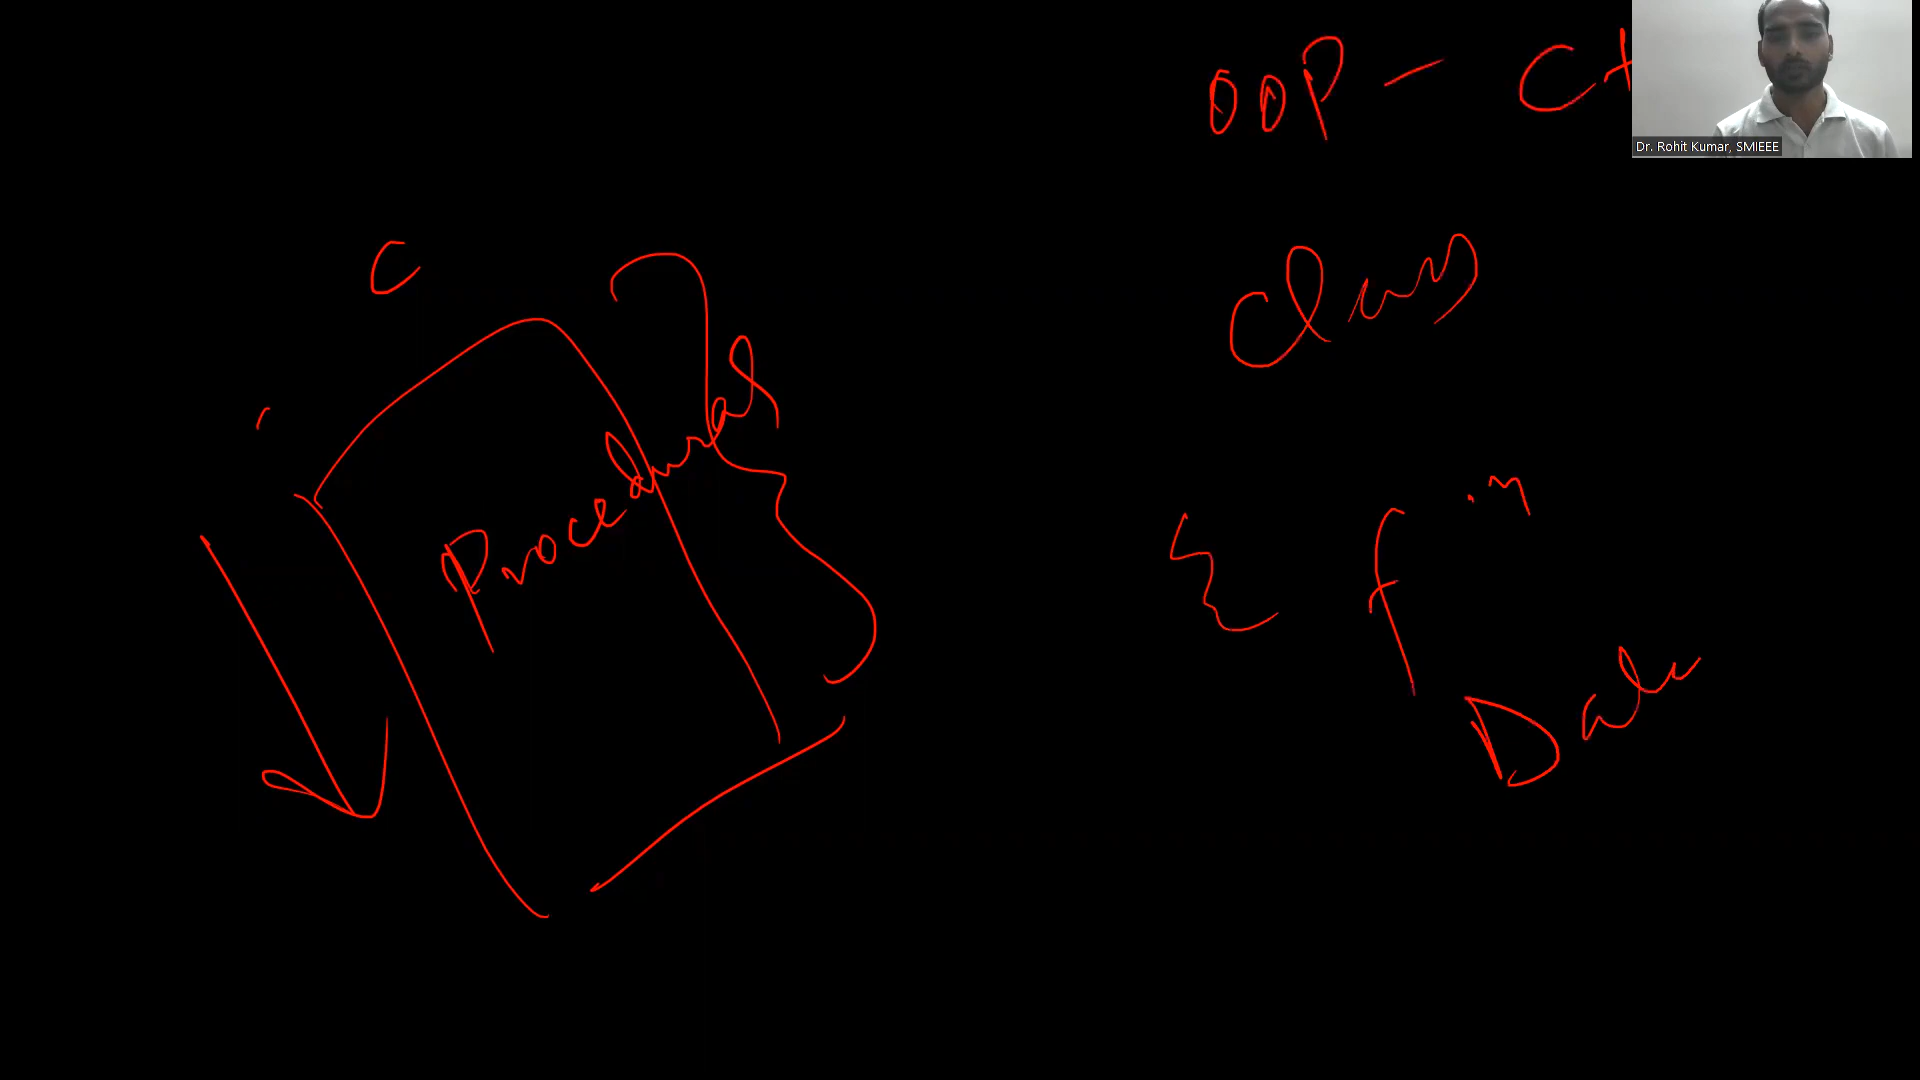 OOP - C+
Dr. Rohit Kumar, SMIEEE
C
Class
Procedural
{ f
Data